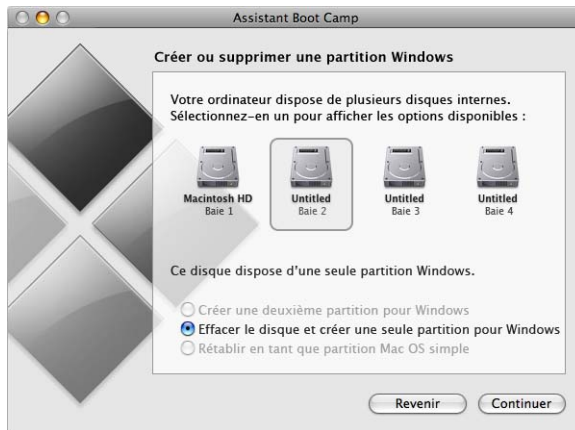 Assistant Boot Camp
Créer ou supprimer une partition Windows
Votre ordinateur dispose de plusieurs disques internes.
Sélectionnez-en un pour afficher les options disponibles :
Macintosh HD
Baie 1
Untitled
Baie 2
Untitled
Baie 3
Untitled
Baie 4
Ce disque dispose d'une seule partition Windows.
Créer une deuxième partition pour Windows
Effacer le disque et créer une seule partition pour Windows
Rétablir en tant que partition Mac OS simple
Revenir
Continuer